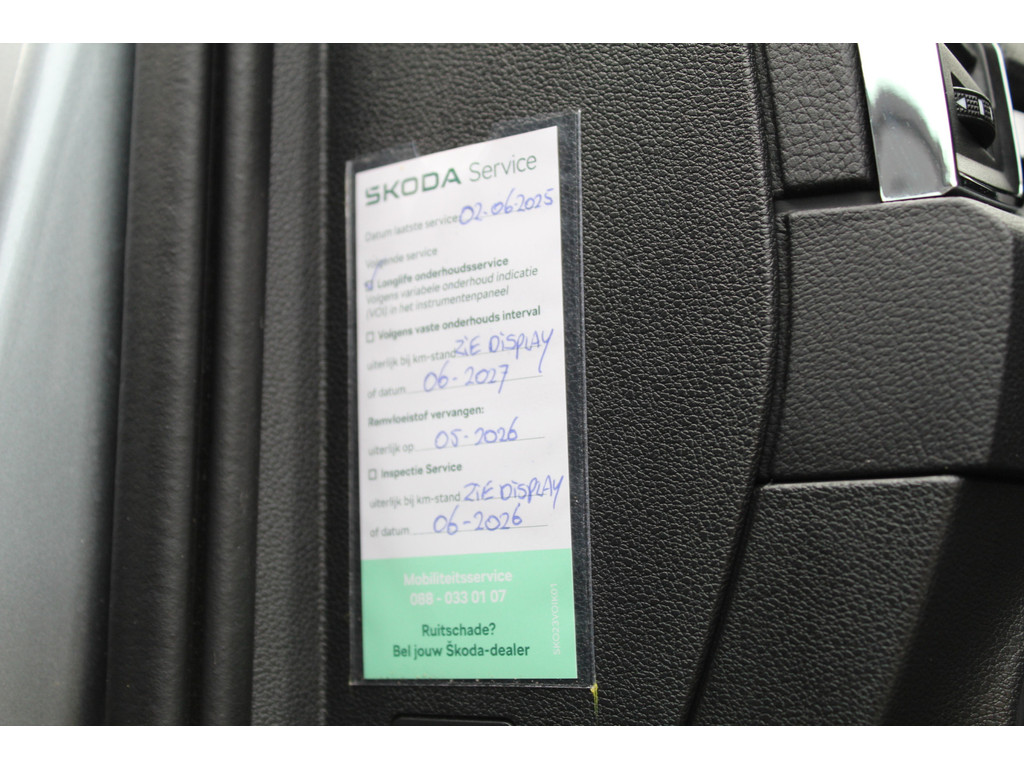 ŠKODA Service
Datum laatste service 02-06-2025
Volgende service
Longlife onderhoudsservice
Volgens variabele onderhoud indicatie
(VOI) in het instrumentenpaneel
Volgens vaste onderhouds interval
uiterlijk bij km-stand ZIE DISPLAY
of datum 06-2027
Remvloeistof vervangen:
uiterlijk op 05-2026
Inspectie Service
uiterlijk bij km-stand ZIE DISPLAY
of datum 06-2026
Mobiliteitsservice
088 - 033 01 07
Ruitschade?
Bel jouw Škoda-dealer